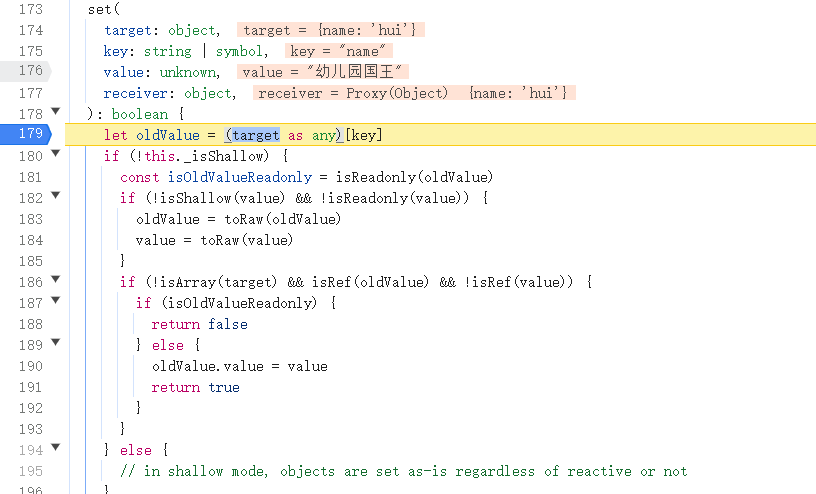 173 set(
174 target: object, target = {name: 'hui'}
175 key: string | symbol, key = "name"
176 value: unknown, value = "幼儿园国王"
177 receiver: object, receiver = Proxy(Object) {name: 'hui'}
178 ): boolean {
179 let oldValue = (target as any)[key]
180 if (!this._isShallow) {
181 const isOldValueReadonly = isReadonly(oldValue)
182 if (!isShallow(value) && !isReadonly(value)) {
183 oldValue = toRaw(oldValue)
184 value = toRaw(value)
185 }
186 if (!isArray(target) && isRef(oldValue) && !isRef(value)) {
187 if (isOldValueReadonly) {
188 return false
189 } else {
190 oldValue.value = value
191 return true
192 }
193 }
194 } else {
195 // in shallow mode, objects are set as-is regardless of reactive or not
196 }